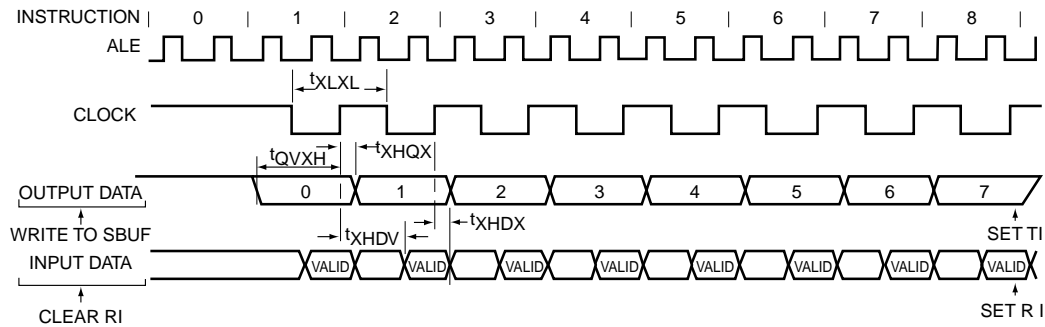 INSTRUCTION | 0 | 1 | 2 | 3 | 4 | 5 | 6 | 7 | 8 |
ALE
tXLXL
CLOCK
tQVXH
tXHQX
OUTPUT DATA 0 1 2 3 4 5 6 7
tXHDX
WRITE TO SBUF
tXHDV
SET TI
INPUT DATA VALID VALID VALID VALID VALID VALID VALID VALID
CLEAR RI
SET R I